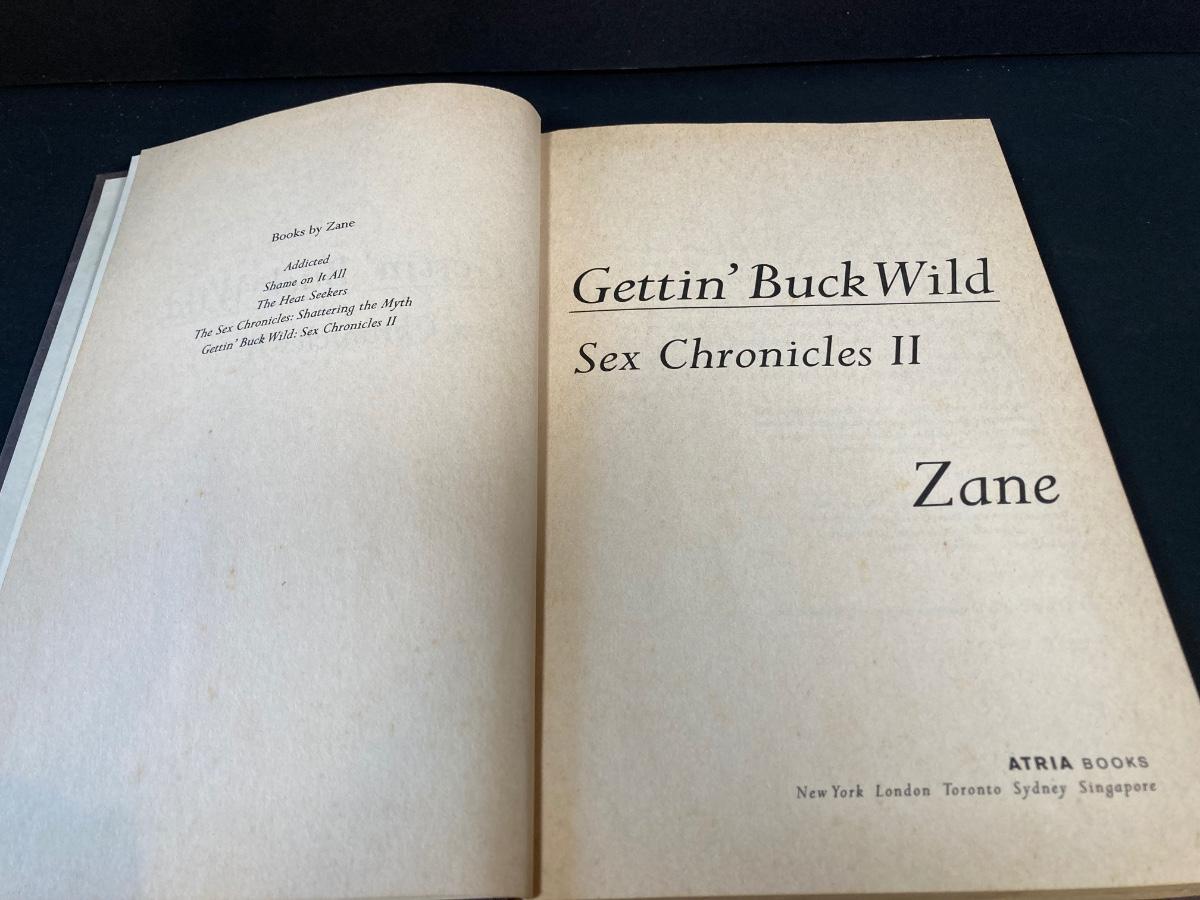 Books by Zane
Addicted
Shame on It All
The Heat Seekers
The Sex Chronicles: Shattering the Myth
Gettin' Buck Wild: Sex Chronicles II
Gettin' Buck Wild
Sex Chronicles II
Zane
ATRIA BOOKS
New York London Toronto Sydney Singapore